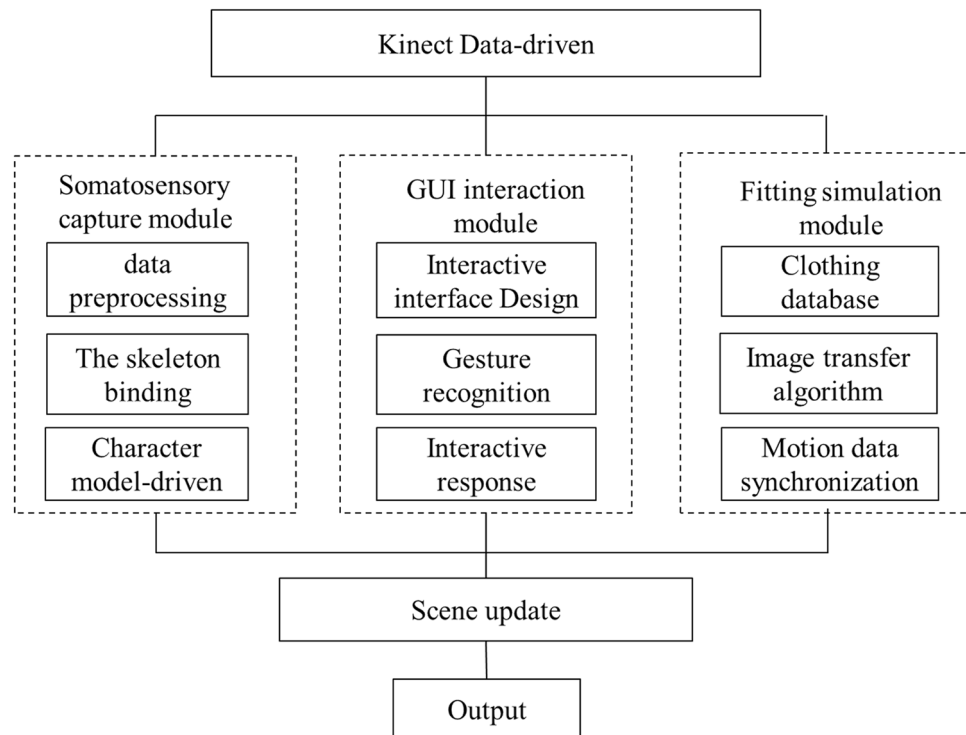 Kinect Data-driven
Somatosensory
capture module
data
preprocessing
The skeleton
binding
Character
model-driven
GUI interaction
module
Interactive
interface Design
Gesture
recognition
Interactive
response
Fitting simulation
module
Clothing
database
Image transfer
algorithm
Motion data
synchronization
Scene update
Output